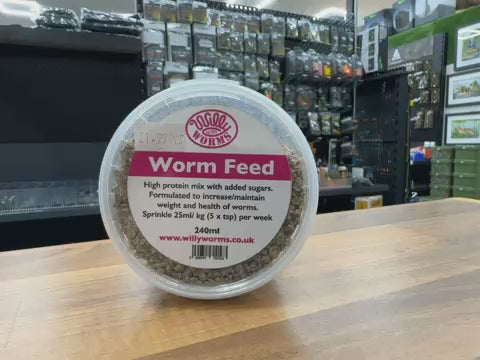 WORMS
Worm Feed
High protein mix with added sugars.
Formulated to increase/maintain
weight and health of worms.
Sprinkle 25ml/ kg (5 x tsp) per week
240ml
www.willyworms.co.uk